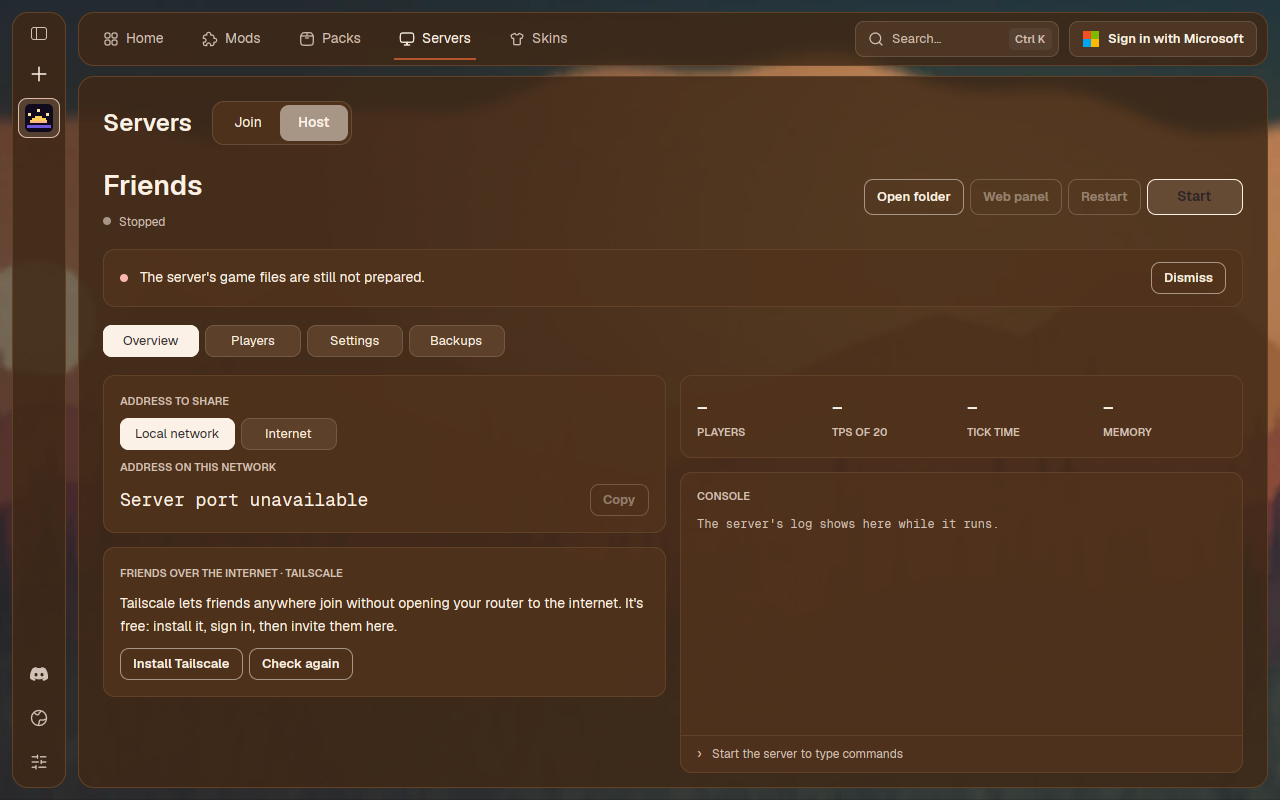 Home
Mods
Packs
Servers
Skins
Search...
Ctrl K
Sign in with Microsoft
Servers
Join
Host
Friends
Stopped
Open folder
Web panel
Restart
Start
The server's game files are still not prepared.
Dismiss
Overview
Players
Settings
Backups
ADDRESS TO SHARE
Local network
Internet
ADDRESS ON THIS NETWORK
Server port unavailable
Copy
FRIENDS OVER THE INTERNET · TAILSCALE
Tailscale lets friends anywhere join without opening your router to the internet. It's
free: install it, sign in, then invite them here.
Install Tailscale
Check again
–
–
–
–
PLAYERS
TPS OF 20
TICK TIME
MEMORY
CONSOLE
The server's log shows here while it runs.
› Start the server to type commands